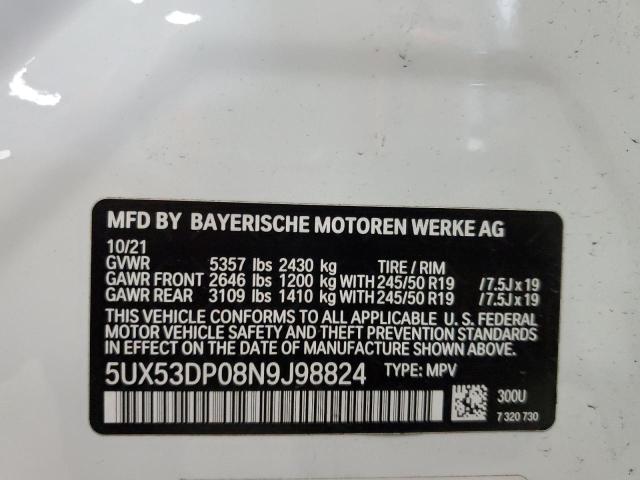 MFD BY BAYERISCHE MOTOREN WERKE AG
10/21
GVWR 5357 lbs 2430 kg TIRE / RIM
GAWR FRONT 2646 lbs 1200 kg WITH 245/50 R19 /7.5J x 19
GAWR REAR 3109 lbs 1410 kg WITH 245/50 R19 /7.5J x 19
THIS VEHICLE CONFORMS TO ALL APPLICABLE U. S. FEDERAL
MOTOR VEHICLE SAFETY AND THEFT PREVENTION STANDARDS
IN EFFECT ON THE DATE OF MANUFACTURE SHOWN ABOVE.
5UX53DP08N9J98824 TYPE: MPV
300U
7 320 730